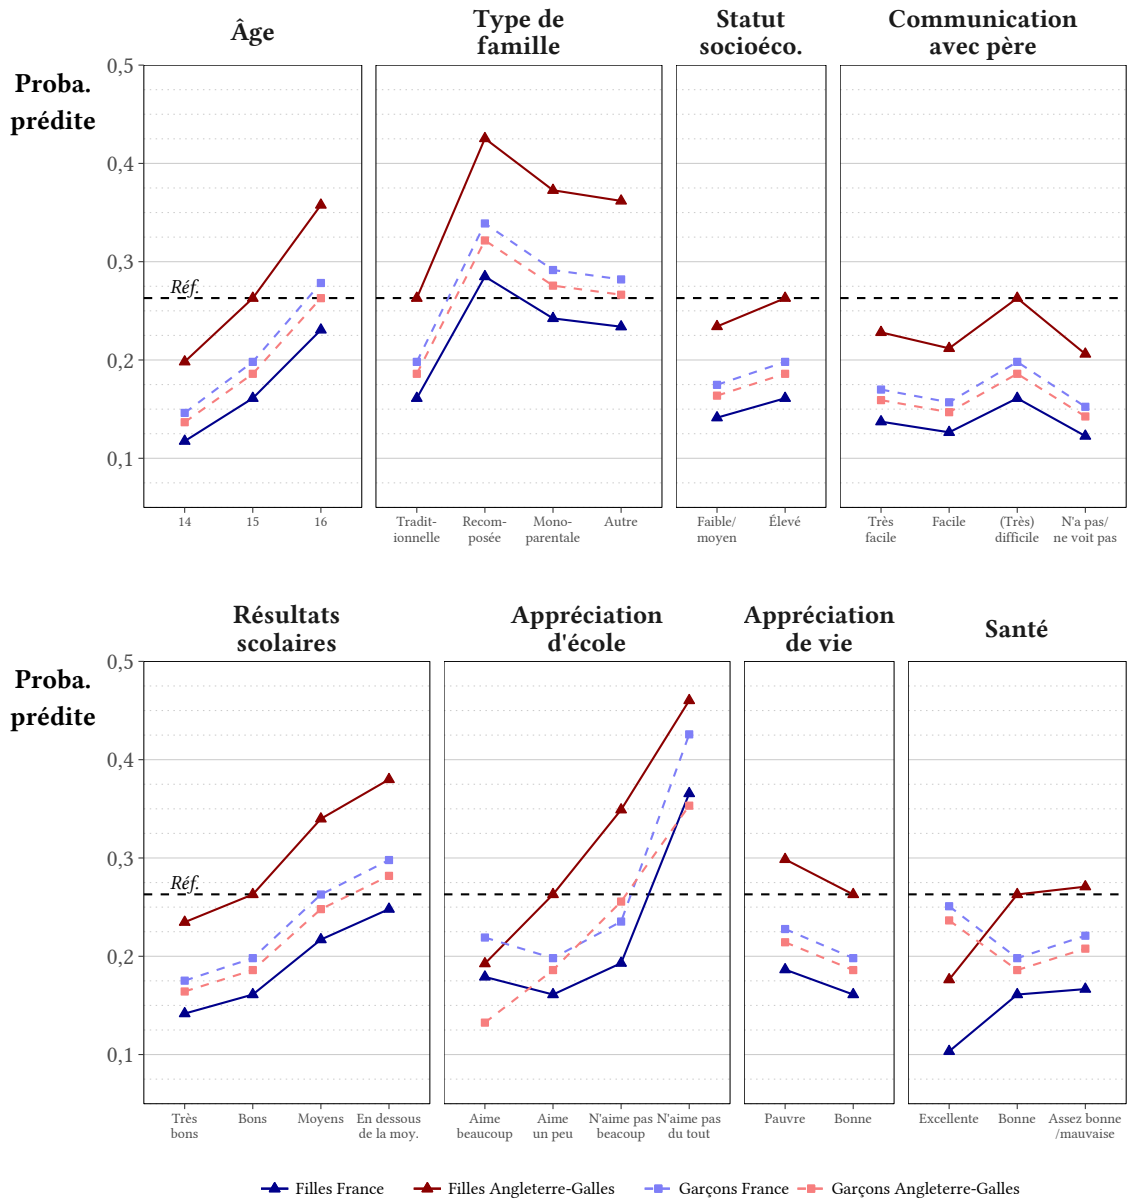 Âge
Type de
famille
Statut
socioéco.
Communication
avec père
Proba.
prédite
0,5
0,4
0,3
0,2
0,1
Réf.
14 15 16
Tradit-
ionnelle
Recom-
posée
Mono-
parentale
Autre
Faible/
moyen
Élevé
Très
facile
Facile
(Très)
difficile
N'a pas/
ne voit pas
Résultats
scolaires
Appréciation
d'école
Appréciation
de vie
Santé
Proba.
prédite
0,5
0,4
0,3
0,2
0,1
Réf.
Très
bons
Bons
Moyens
En dessous
de la moy.
Aime
beaucoup
Aime
un peu
N'aime pas
beacoup
N'aime pas
du tout
Pauvre
Bonne
Excellente
Bonne
Assez bonne
/mauvaise
Filles France
Filles Angleterre-Galles
Garçons France
Garçons Angleterre-Galles